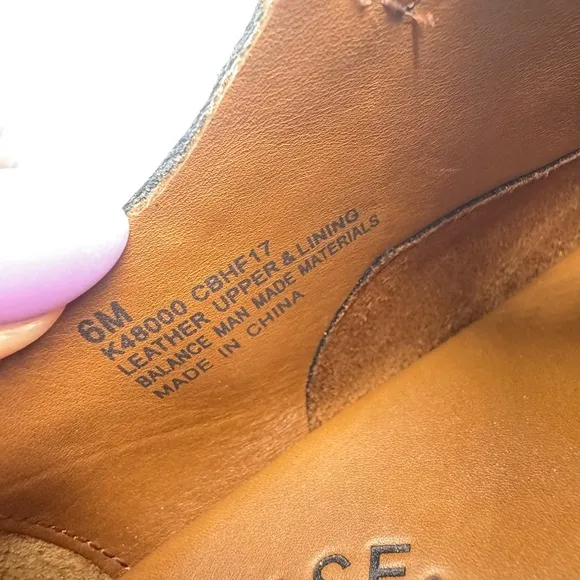 6M
K48000 CBHF17
LEATHER UPPER & LINING
BALANCE MAN MADE MATERIALS
MADE IN CHINA